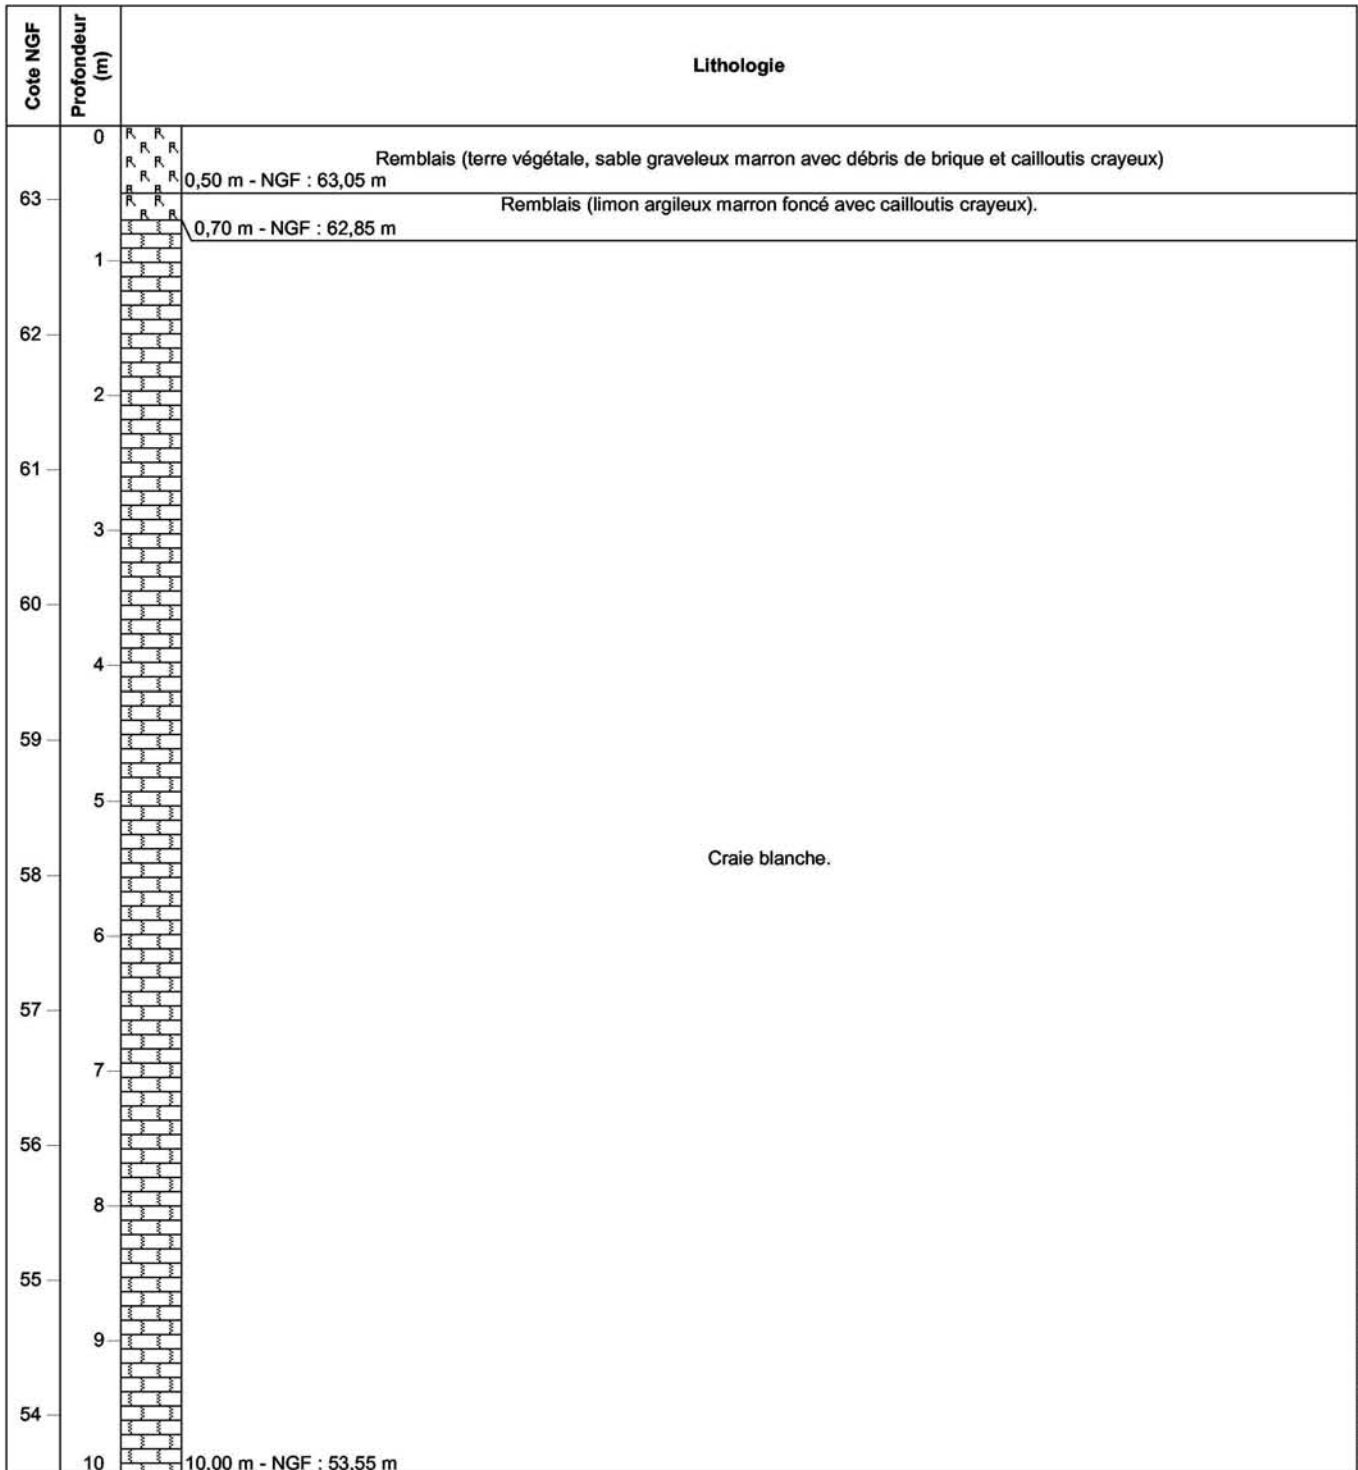 Cote NGF
Profondeur
(m)
Lithologie
0
Remblais (terre végétale, sable graveleux marron avec débris de brique et cailloutis crayeux)
0,50 m - NGF : 63,05 m
63
Remblais (limon argileux marron foncé avec cailloutis crayeux).
0,70 m - NGF : 62,85 m
1
62
2
61
3
60
4
59
5
Craie blanche.
58
6
57
7
56
8
55
9
54
10
10,00 m - NGF : 53,55 m